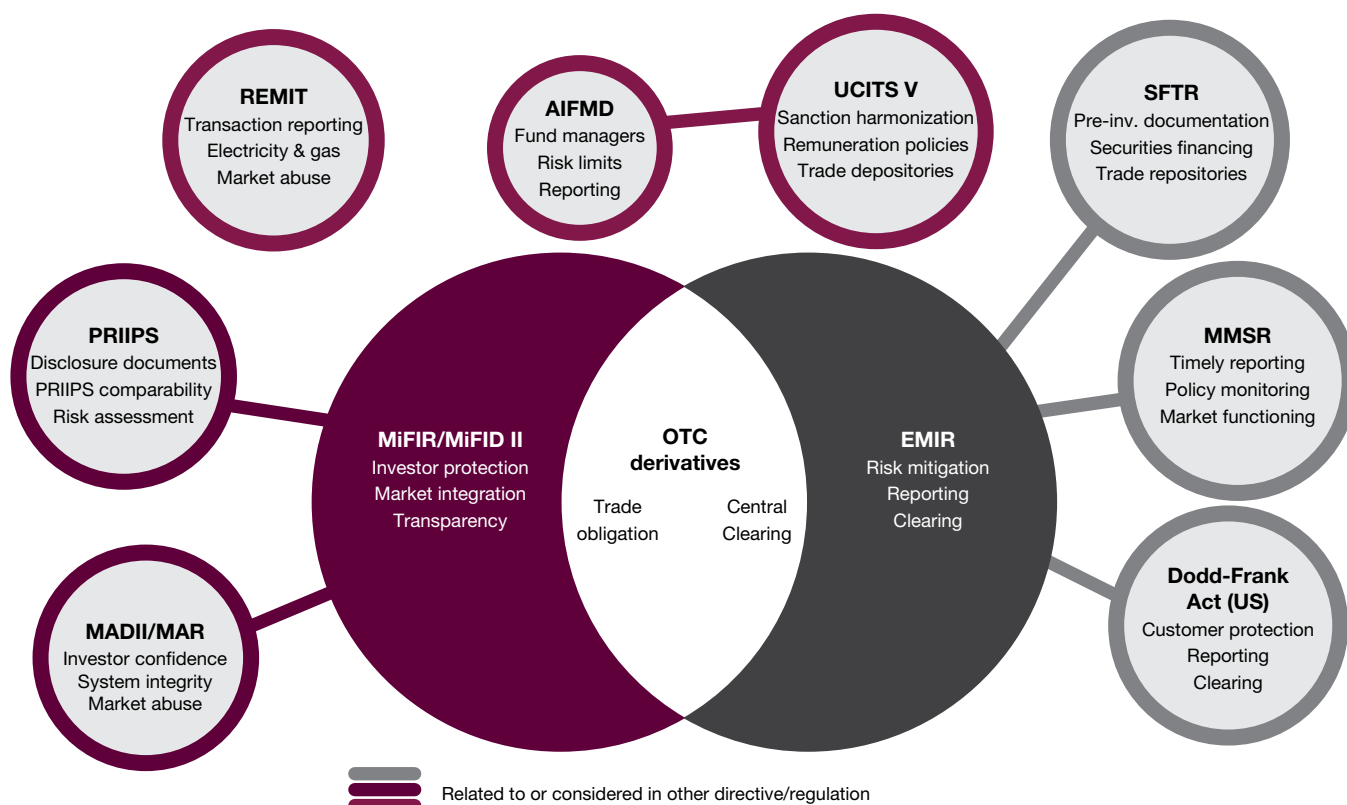 REMIT
Transaction reporting
Electricity & gas
Market abuse
AIFMD
Fund managers
Risk limits
Reporting
UCITS V
Sanction harmonization
Remuneration policies
Trade depositories
SFTR
Pre-inv. documentation
Securities financing
Trade repositories
PRIIPS
Disclosure documents
PRIIPS comparability
Risk assessment
MiFIR/MiFID II
Investor protection
Market integration
Transparency
OTC
derivatives
Trade
obligation
Central
Clearing
EMIR
Risk mitigation
Reporting
Clearing
MMSR
Timely reporting
Policy monitoring
Market functioning
MADII/MAR
Investor confidence
System integrity
Market abuse
Dodd-Frank
Act (US)
Customer protection
Reporting
Clearing
Related to or considered in other directive/regulation